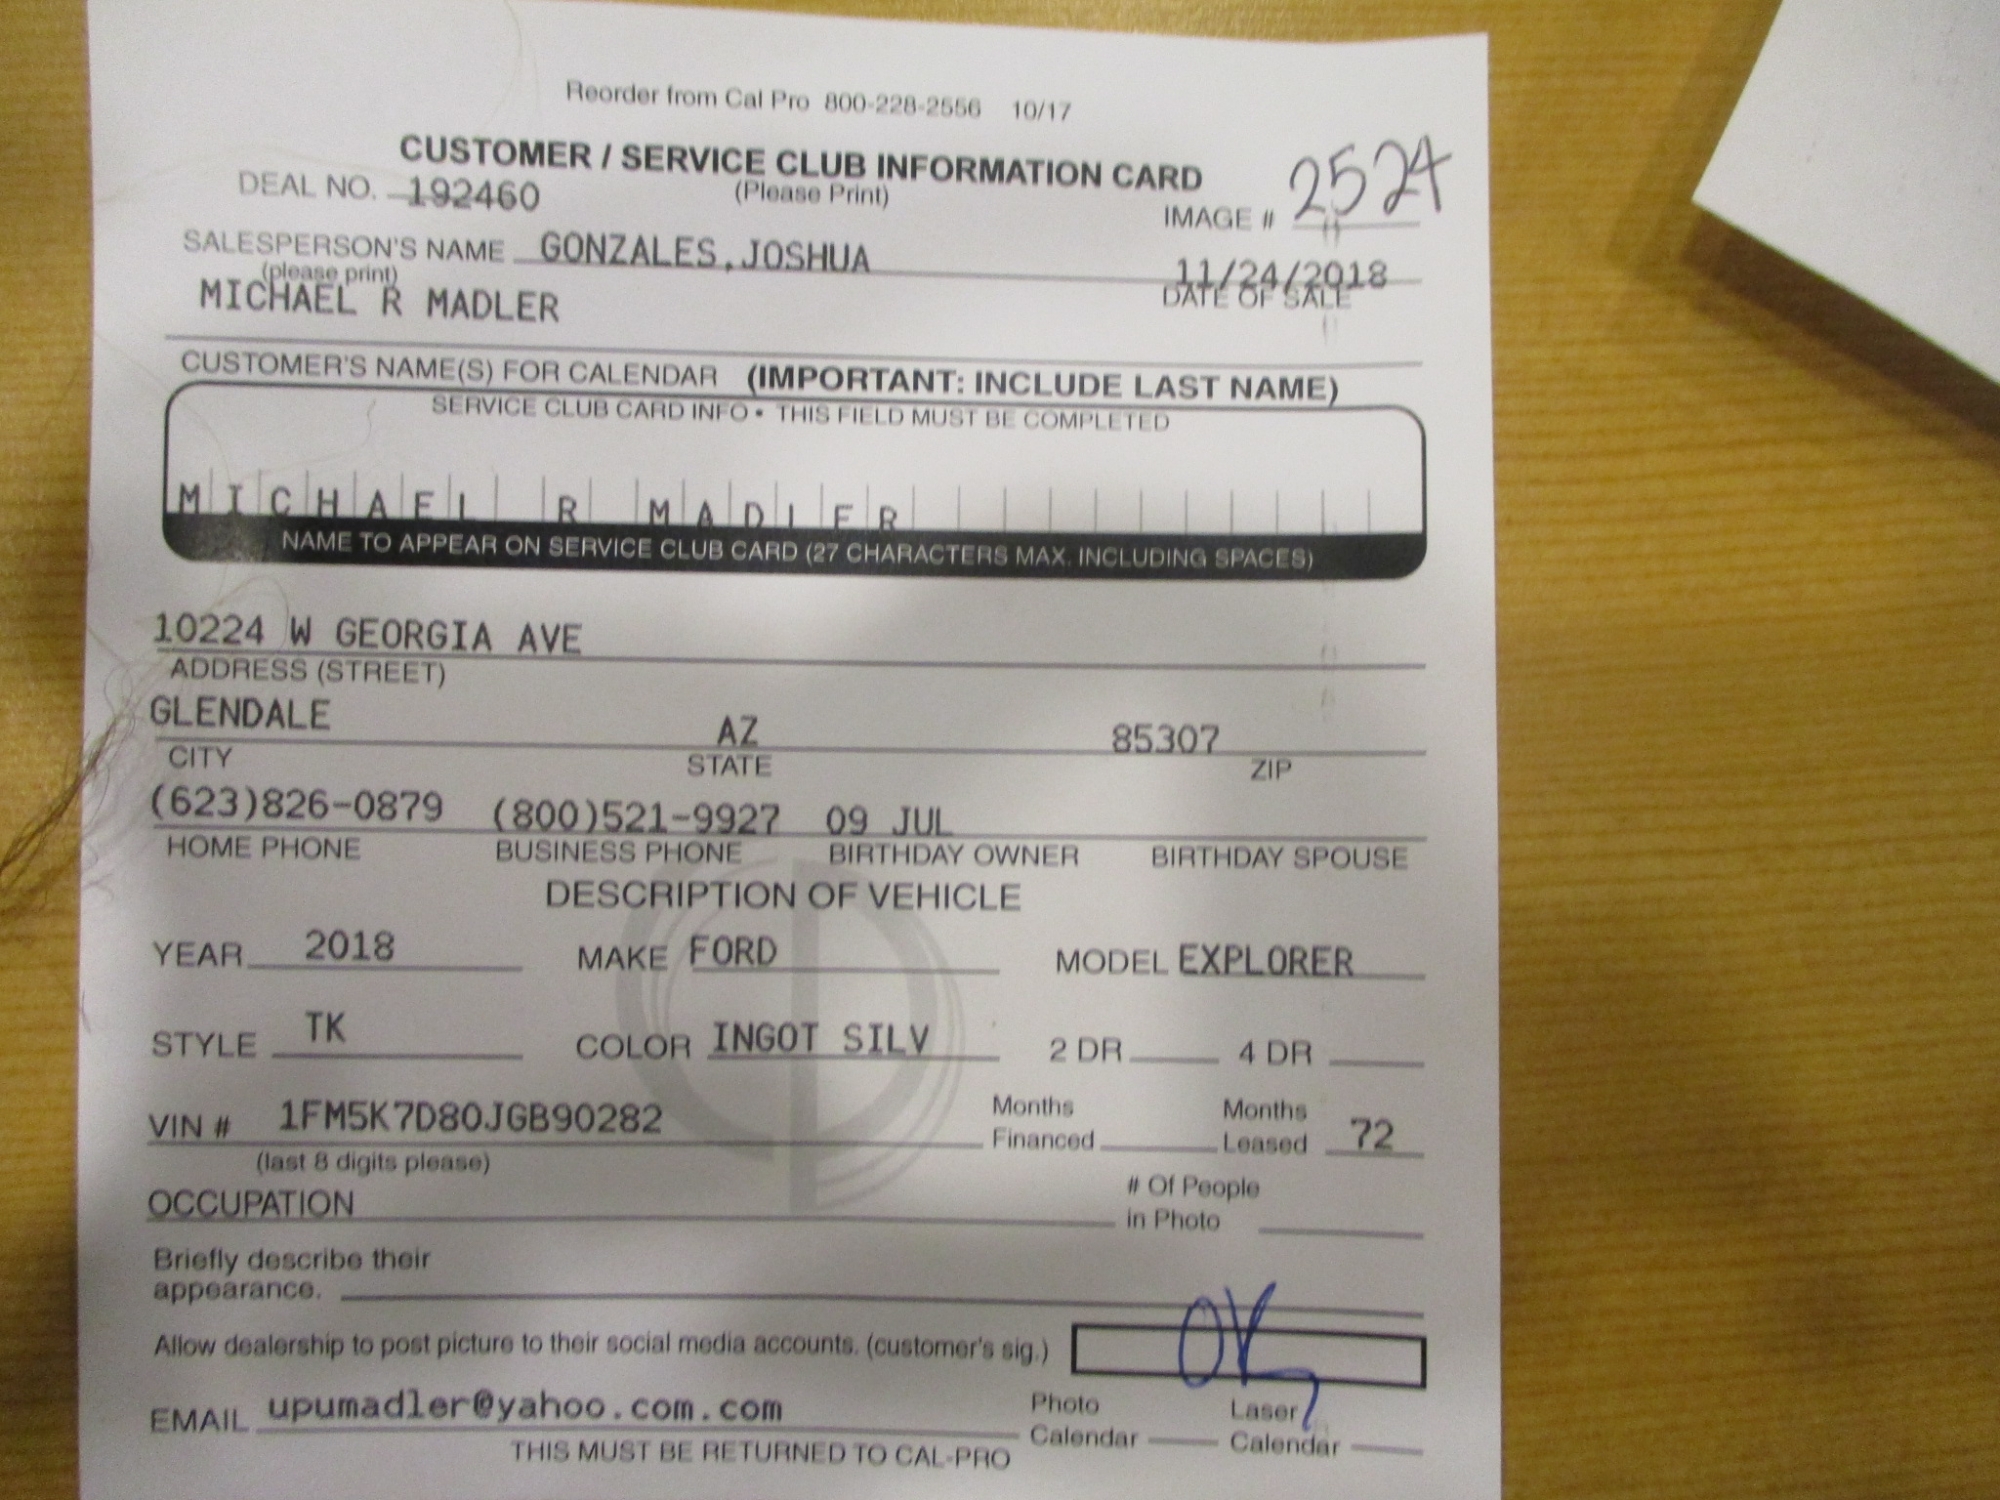 Reorder from Cal Pro 800-228-2556 10/17
CUSTOMER / SERVICE CLUB INFORMATION CARD
(Please Print)
DEAL NO. 192460
IMAGE # 2524
SALESPERSON'S NAME GONZALES,JOSHUA
(please print)
11/24/2018
DATE OF SALE
MICHAEL R MADLER
CUSTOMER'S NAME(S) FOR CALENDAR (IMPORTANT: INCLUDE LAST NAME)
SERVICE CLUB CARD INFO • THIS FIELD MUST BE COMPLETED
MICHAEL R MADLER
NAME TO APPEAR ON SERVICE CLUB CARD (27 CHARACTERS MAX. INCLUDING SPACES)
10224 W GEORGIA AVE
ADDRESS (STREET)
GLENDALE AZ 85307
CITY STATE ZIP
(623)826-0879 (800)521-9927 09 JUL
HOME PHONE BUSINESS PHONE BIRTHDAY OWNER BIRTHDAY SPOUSE
DESCRIPTION OF VEHICLE
YEAR 2018 MAKE FORD MODEL EXPLORER
STYLE TK COLOR INGOT SILV 2 DR 4 DR
VIN # 1FM5K7D80JGB90282 Months Financed Months Leased 72
(last 8 digits please)
OCCUPATION # Of People in Photo
Briefly describe their
appearance.
Allow dealership to post picture to their social media accounts. (customer's sig.) OK
EMAIL upumadler@yahoo.com.com Photo Calendar Laser Calendar
THIS MUST BE RETURNED TO CAL-PRO